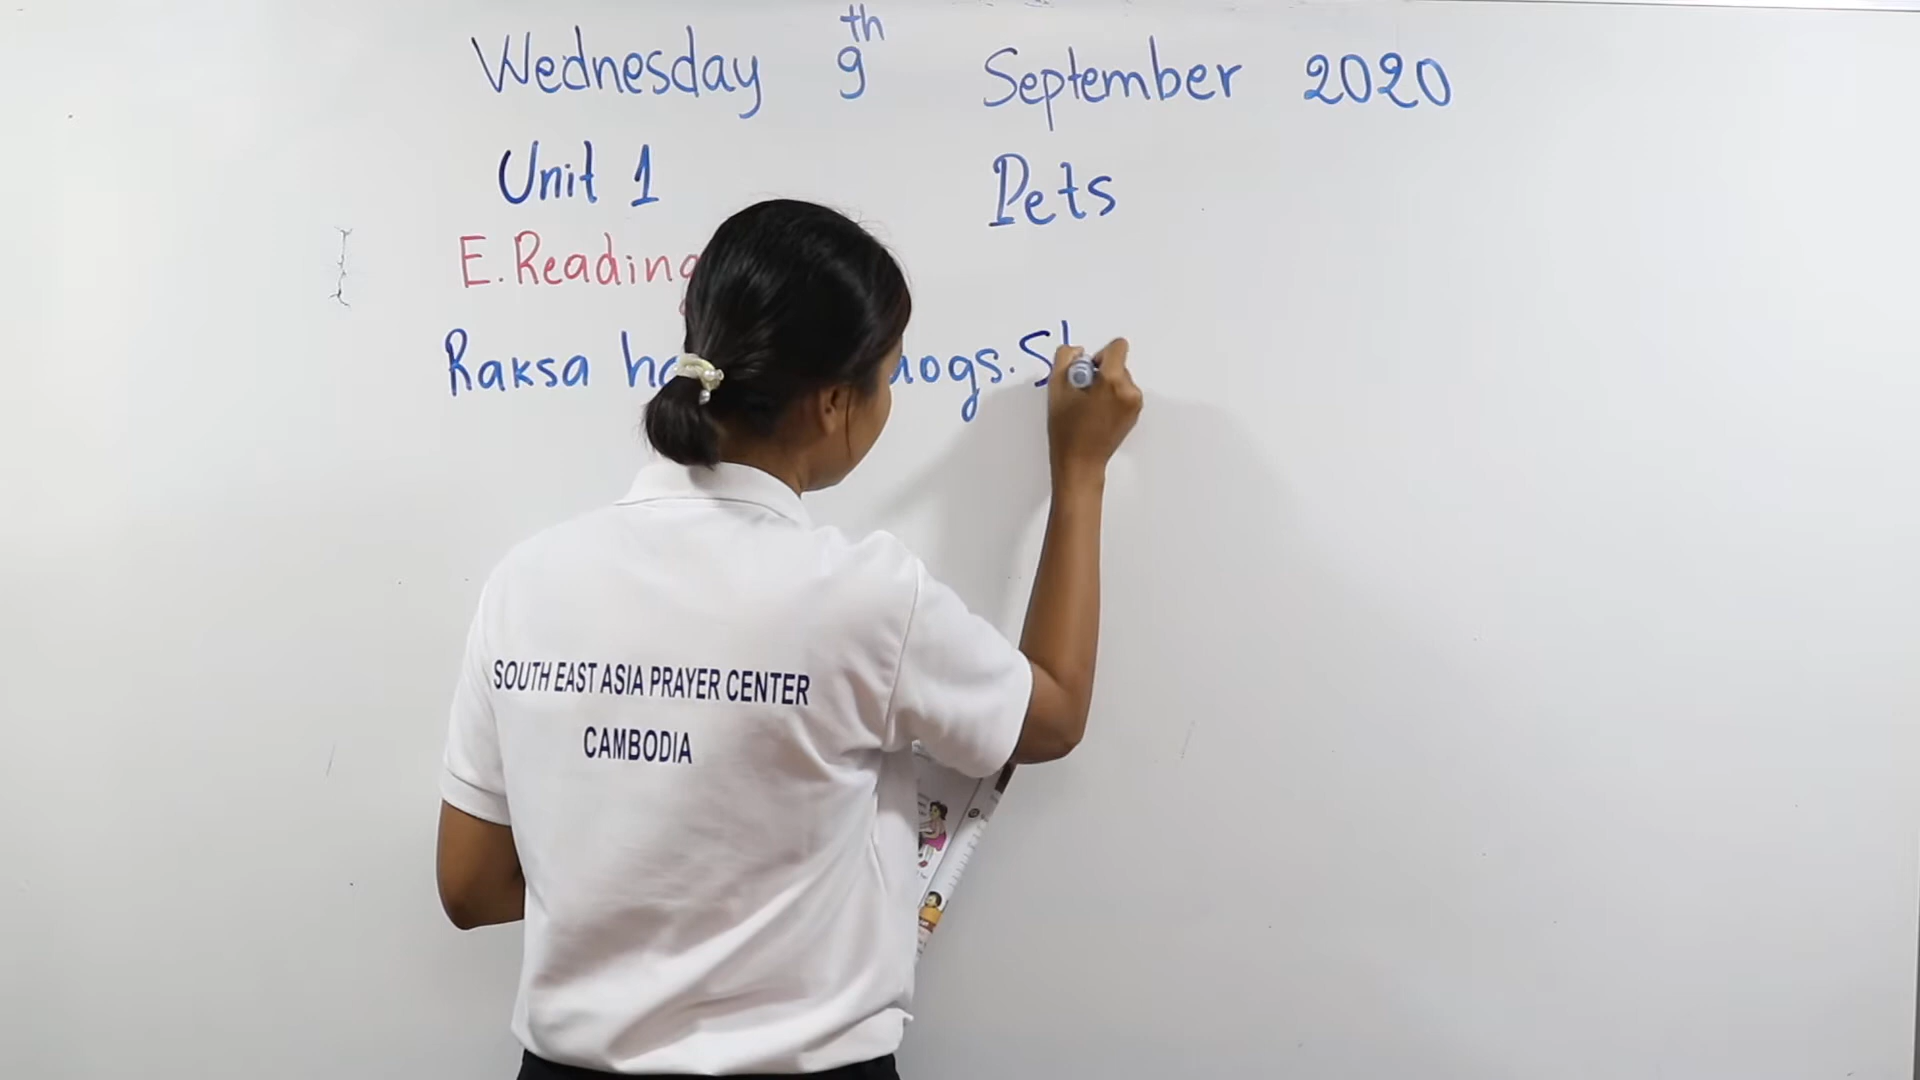 Wednesday 9th September 2020
Unit 1 Pets
E. Reading
Raksa dogs.
SOUTH EAST ASIA PRAYER CENTER
CAMBODIA